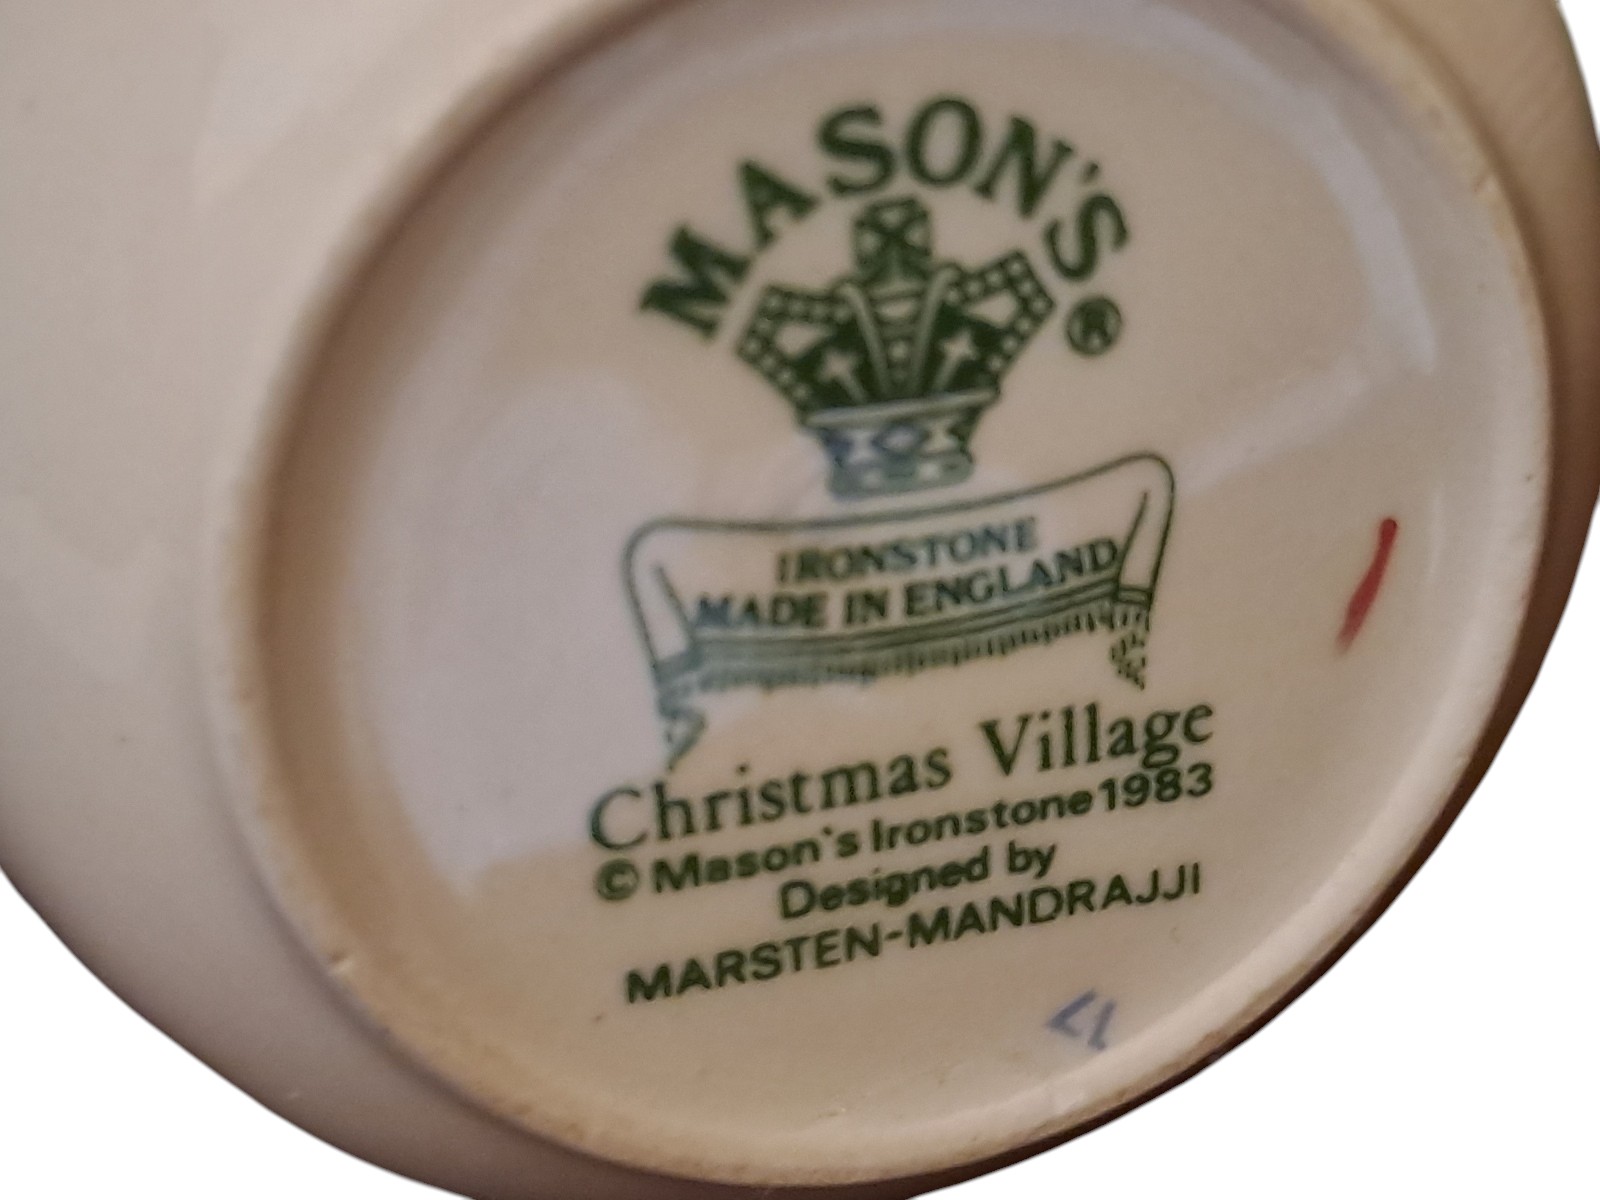 MASON'S®
IRONSTONE
MADE IN ENGLAND
Christmas Village
© Mason's Ironstone 1983
Designed by
MARSTEN-MANDRAJJI